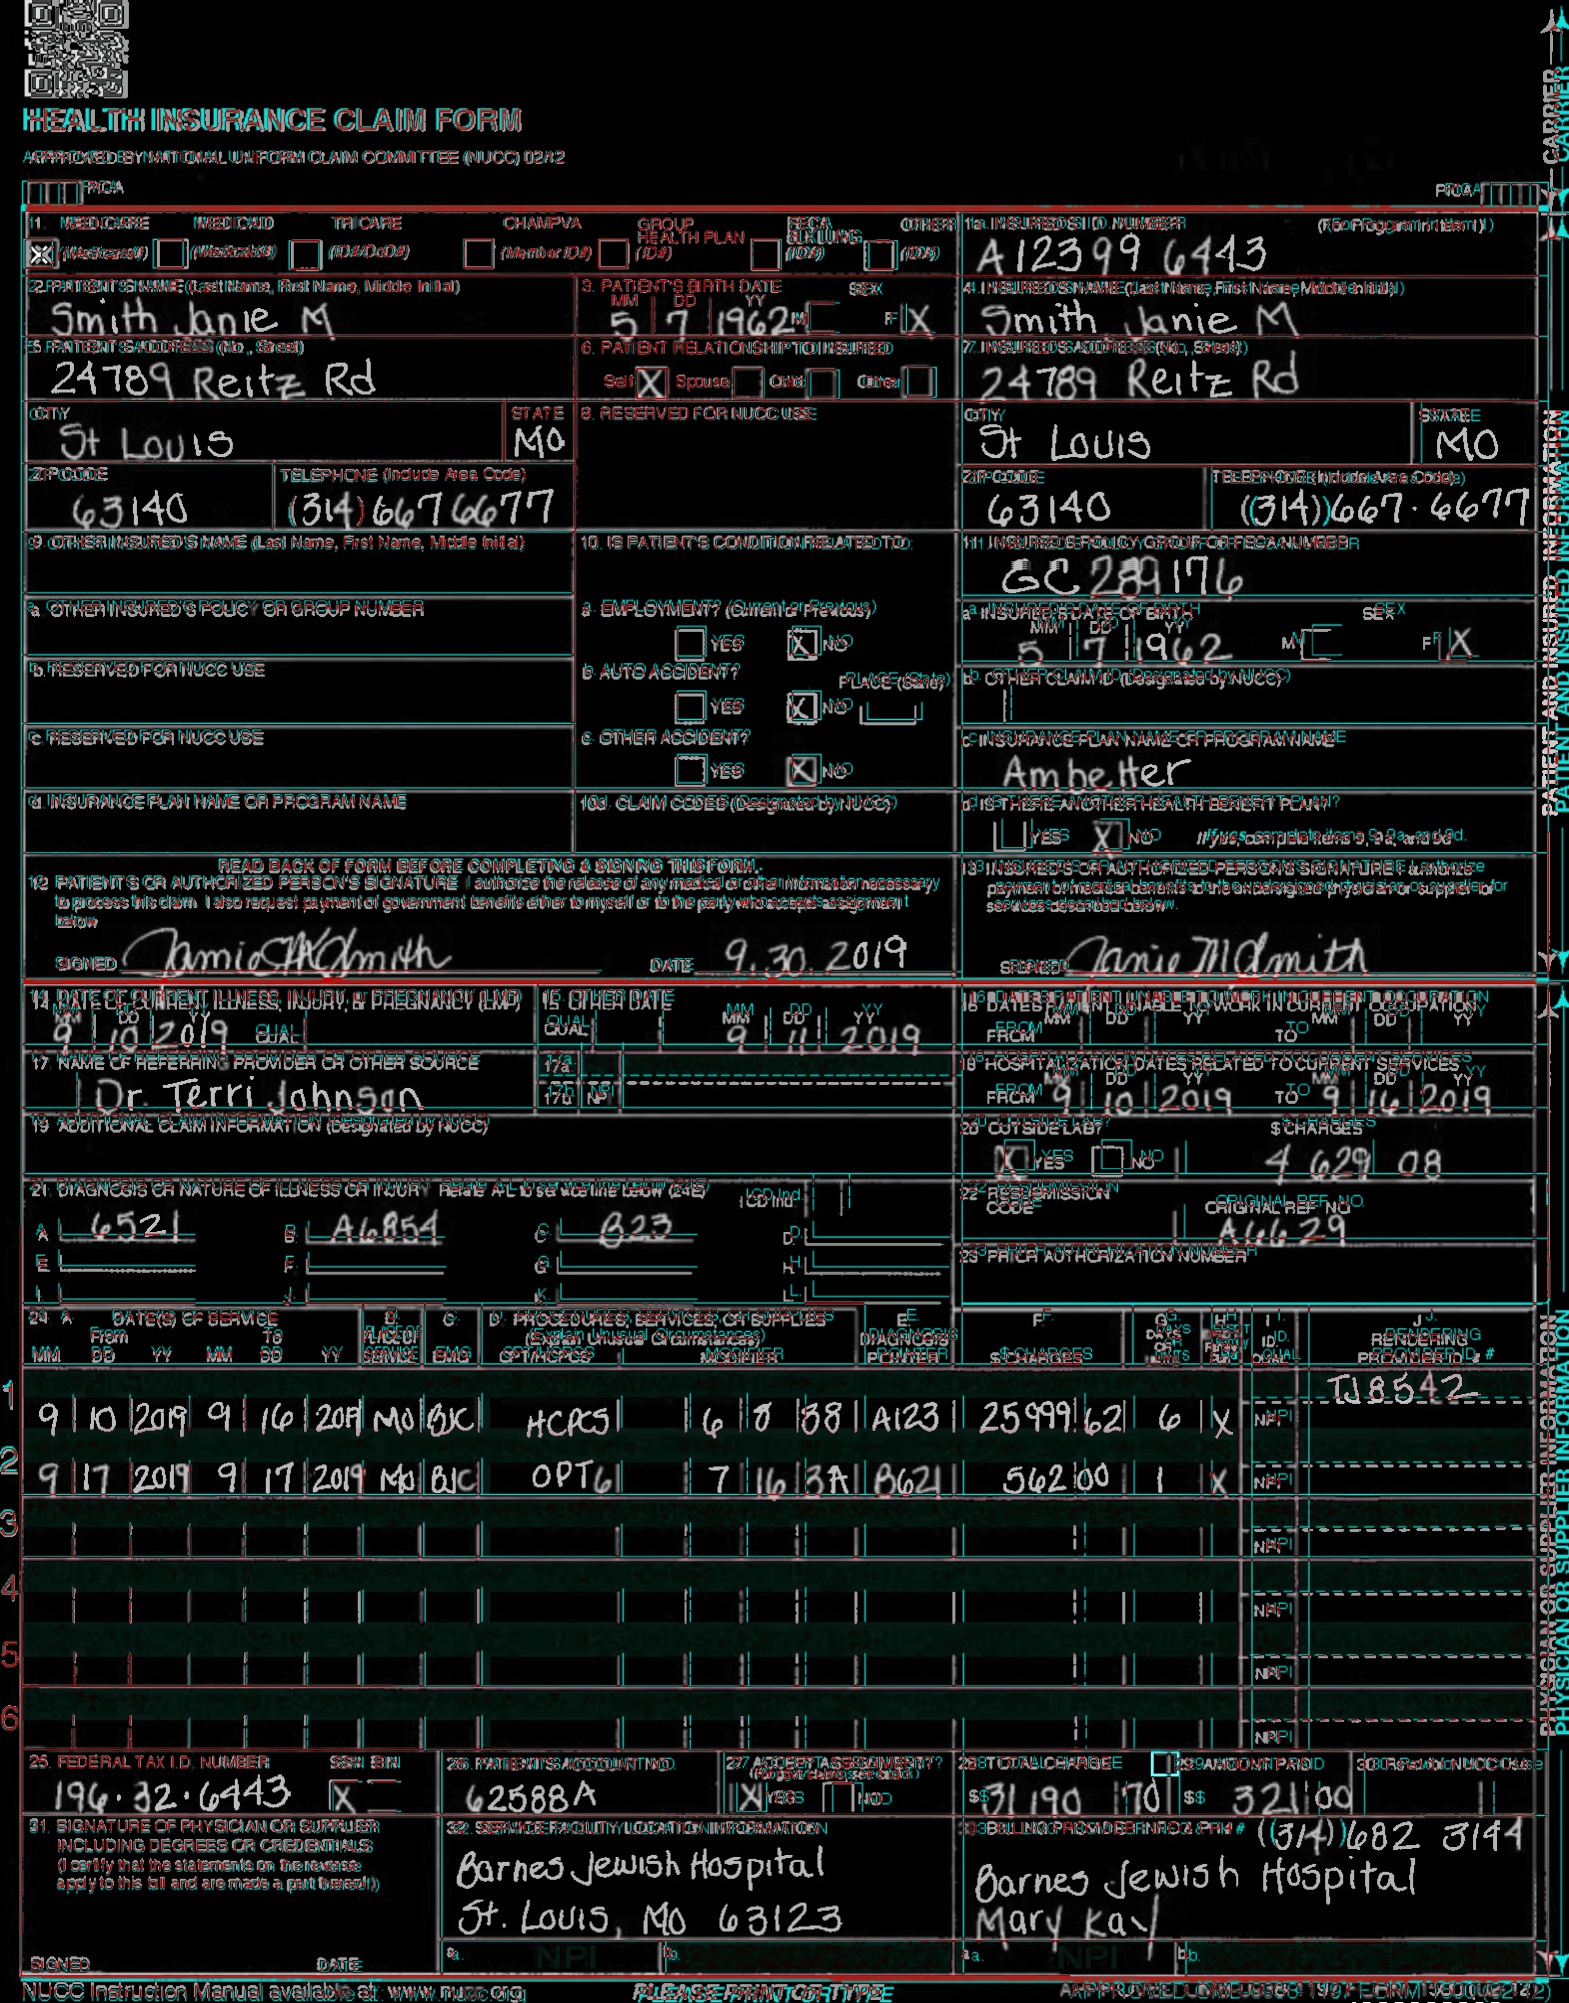 HEALTH INSURANCE CLAIM FORM
APPROVED BY NATIONAL UNIFORM CLAIM COMMITTEE (NUCC) 02/12
PICA PICA
CARRIER
1. MEDICARE MEDICAID TRICARE CHAMPVA GROUP HEALTH PLAN FECA BLK LUNG OTHER
(Medicare#) (Medicaid#) (ID#/DoD#) (Member ID#) (ID#) (ID#) (ID#)
X
1a. INSURED'S I.D. NUMBER (For Program in Item 1)
A12399 6443
2. PATIENT'S NAME (Last Name, First Name, Middle Initial)
Smith Janie M
3. PATIENT'S BIRTH DATE SEX
MM DD YY
5 7 1962 M F X
4. INSURED'S NAME (Last Name, First Name, Middle Initial)
Smith Janie M
5. PATIENT'S ADDRESS (No., Street)
24789 Reitz Rd
6. PATIENT RELATIONSHIP TO INSURED
Self X Spouse Child Other
7. INSURED'S ADDRESS (No., Street)
24789 Reitz Rd
CITY STATE
St Louis MO
8. RESERVED FOR NUCC USE
CITY STATE
St Louis MO
ZIP CODE TELEPHONE (Include Area Code)
63140 (314) 667 6677
ZIP CODE TELEPHONE (Include Area Code)
63140 (314) 667.6677
9. OTHER INSURED'S NAME (Last Name, First Name, Middle Initial)
10. IS PATIENT'S CONDITION RELATED TO:
11. INSURED'S POLICY GROUP OR FECA NUMBER
GC 289176
a. OTHER INSURED'S POLICY OR GROUP NUMBER
a. EMPLOYMENT? (Current or Previous)
YES X NO
a. INSURED'S DATE OF BIRTH SEX
MM DD YY
5 7 1962 M F X
b. RESERVED FOR NUCC USE
b. AUTO ACCIDENT? PLACE (State)
YES X NO
b. OTHER CLAIM ID (Designated by NUCC)
c. RESERVED FOR NUCC USE
c. OTHER ACCIDENT?
YES X NO
c. INSURANCE PLAN NAME OR PROGRAM NAME
Ambetter
d. INSURANCE PLAN NAME OR PROGRAM NAME
10d. CLAIM CODES (Designated by NUCC)
d. IS THERE ANOTHER HEALTH BENEFIT PLAN?
YES X NO If yes, complete items 9, 9a, and 9d.
READ BACK OF FORM BEFORE COMPLETING & SIGNING THIS FORM.
12. PATIENT'S OR AUTHORIZED PERSON'S SIGNATURE I authorize the release of any medical or other information necessary
to process this claim. I also request payment of government benefits either to myself or to the party who accepts assignment
below.
SIGNED Janie M Smith DATE 9.30.2019
13. INSURED'S OR AUTHORIZED PERSON'S SIGNATURE I authorize
payment of medical benefits to the undersigned physician or supplier for
services described below.
SIGNED Janie M Smith
PATIENT AND INSURED INFORMATION
14. DATE OF CURRENT ILLNESS, INJURY, or PREGNANCY (LMP)
MM DD YY
9 10 2019 QUAL.
15. OTHER DATE
QUAL. MM DD YY
9 11 2019
16. DATES PATIENT UNABLE TO WORK IN CURRENT OCCUPATION
MM DD YY MM DD YY
FROM TO
17. NAME OF REFERRING PROVIDER OR OTHER SOURCE
Dr. Terri Johnson
17a.
17b. NPI
18. HOSPITALIZATION DATES RELATED TO CURRENT SERVICES
MM DD YY MM DD YY
FROM 9 10 2019 TO 9 16 2019
19. ADDITIONAL CLAIM INFORMATION (Designated by NUCC)
20. OUTSIDE LAB? $ CHARGES
X YES NO 4 629 08
21. DIAGNOSIS OR NATURE OF ILLNESS OR INJURY Relate A-L to service line below (24E) ICD Ind.
A. 6521 B. A6854 C. B23 D.
E. F. G. H.
I. J. K. L.
22. RESUBMISSION CODE ORIGINAL REF. NO.
A6629
23. PRIOR AUTHORIZATION NUMBER
24. A. DATE(S) OF SERVICE B. C. D. PROCEDURES, SERVICES, OR SUPPLIES E. F. G. H. I. J.
From To PLACE OF (Explain Unusual Circumstances) DIAGNOSIS DAYS OR UNITS ID. RENDERING
MM DD YY MM DD YY SERVICE EMG CPT/HCPCS MODIFIER POINTER $ CHARGES QUAL. PROVIDER ID. #
TJ8542
1 9 10 2019 9 16 2019 MO BJC HCPCS 6 8 88 A123 25999 62 6 X NPI
2 9 17 2019 9 17 2019 MO BJC OPT6 7 16 3A B621 562 00 1 X NPI
3 NPI
4 NPI
5 NPI
6 NPI
25. FEDERAL TAX I.D. NUMBER SSN EIN
196.32.6443 X
26. PATIENT'S ACCOUNT NO.
62588A
27. ACCEPT ASSIGNMENT?
(For govt. claims, see back)
X YES NO
28. TOTAL CHARGE
$ 31190 70
29. AMOUNT PAID
$ 321 00
30. Rsvd for NUCC Use
31. SIGNATURE OF PHYSICIAN OR SUPPLIER
INCLUDING DEGREES OR CREDENTIALS
(I certify that the statements on the reverse
apply to this bill and are made a part thereof.)
SIGNED DATE
32. SERVICE FACILITY LOCATION INFORMATION
Barnes Jewish Hospital
St. Louis, MO 63123
a. NPI b.
33. BILLING PROVIDER INFO & PH # (314) 682 3144
Barnes Jewish Hospital
Mary Kay
a. NPI b.
PHYSICIAN OR SUPPLIER INFORMATION
NUCC Instruction Manual available at: www.nucc.org PLEASE PRINT OR TYPE